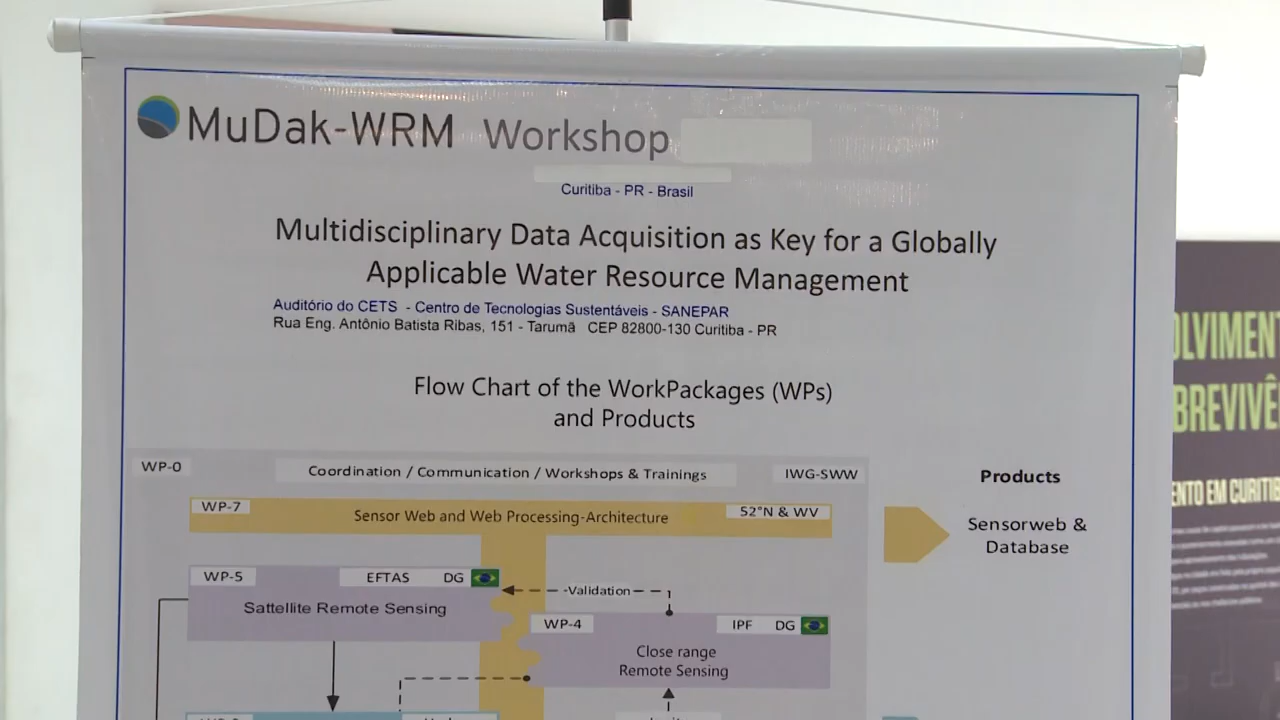 MuDak-WRM Workshop
Curitiba - PR - Brasil
Multidisciplinary Data Acquisition as Key for a Globally
Applicable Water Resource Management
Auditório do CETS - Centro de Tecnologias Sustentáveis - SANEPAR
Rua Eng. Antônio Batista Ribas, 151 - Tarumã CEP 82800-130 Curitiba - PR
Flow Chart of the WorkPackages (WPs)
and Products
WP-0 Coordination / Communication / Workshops & Trainings IWG-SWW
Products
WP-7 Sensor Web and Web Processing-Architecture 52°N & WV
Sensorweb &
Database
WP-5 EFTAS DG
Sattellite Remote Sensing
Validation
WP-4 IPF DG
Close range
Remote Sensing
OLVIMENT
BREVIVÊ
ENTO EM CURITIB